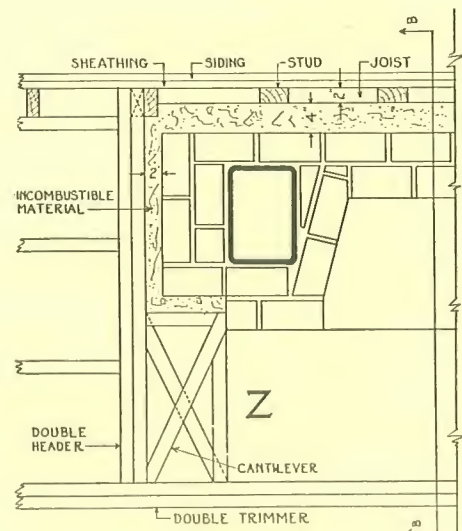 B
SHEATHING
SIDING
STUD
JOIST
2"
4"
2"
INCOMBUSTIBLE
MATERIAL
Z
DOUBLE
HEADER
CANTILEVER
DOUBLE TRIMMER
B